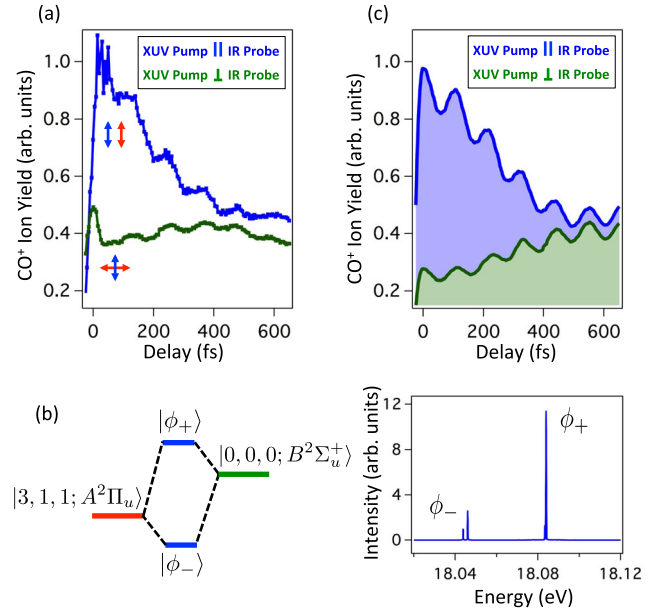 (a)
XUV Pump || IR Probe
XUV Pump ⊥ IR Probe
CO⁺ Ion Yield (arb. units)
1.0
0.8
0.6
0.4
0.2
0
200
400
600
Delay (fs)
(c)
XUV Pump || IR Probe
XUV Pump ⊥ IR Probe
CO⁺ Ion Yield (arb. units)
1.0
0.8
0.6
0.4
0.2
0
200
400
600
Delay (fs)
(b)
|ϕ₊⟩
|0, 0, 0; B²Σᵤ⁺⟩
|3, 1, 1; A²Πᵤ⟩
|ϕ₋⟩
Intensity (arb. units)
12
8
4
0
ϕ₊
ϕ₋
18.04
18.08
18.12
Energy (eV)